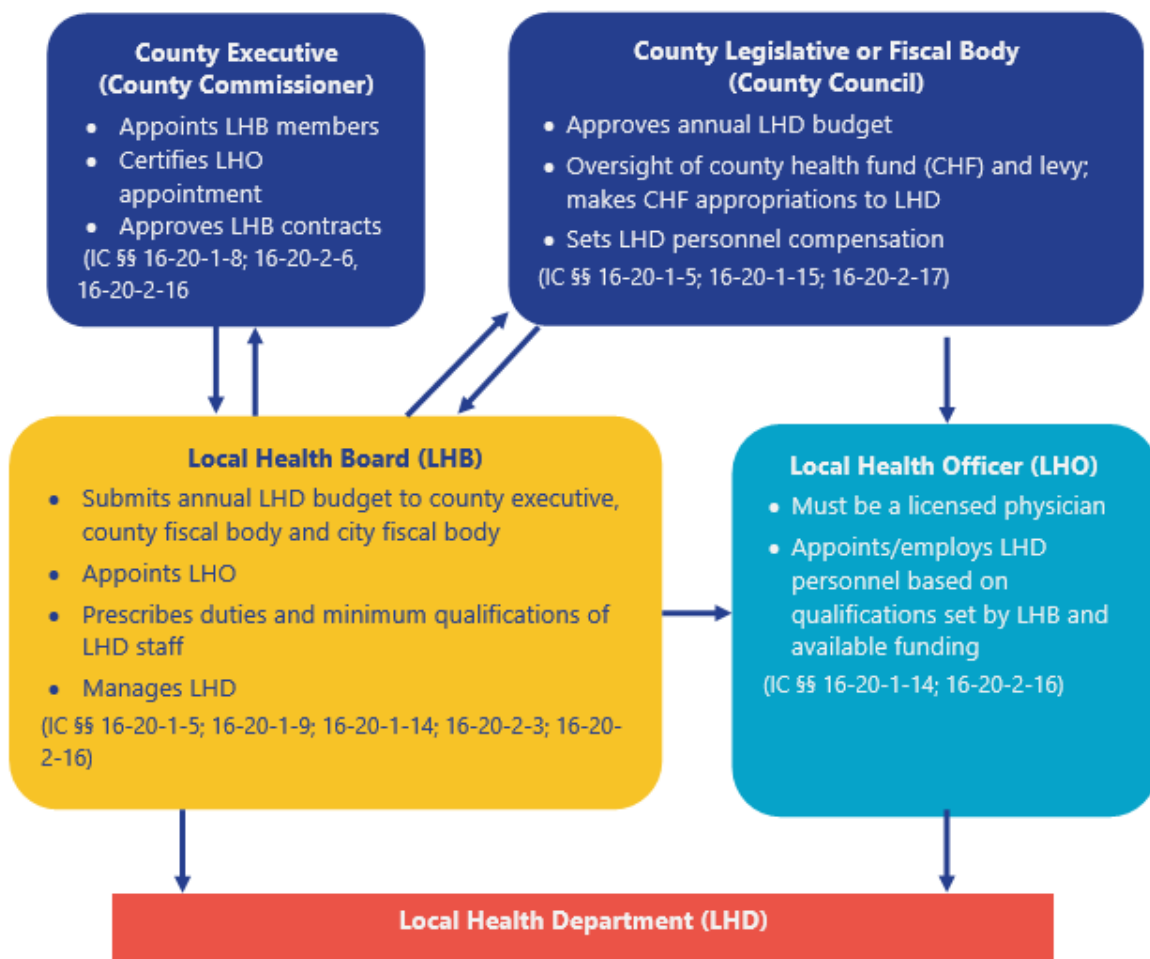 County Executive
(County Commissioner)
• Appoints LHB members
• Certifies LHO
appointment
• Approves LHB contracts
(IC §§ 16-20-1-8; 16-20-2-6,
16-20-2-16
County Legislative or Fiscal Body
(County Council)
• Approves annual LHD budget
• Oversight of county health fund (CHF) and levy;
makes CHF appropriations to LHD
• Sets LHD personnel compensation
(IC §§ 16-20-1-5; 16-20-1-15; 16-20-2-17)
Local Health Board (LHB)
• Submits annual LHD budget to county executive,
county fiscal body and city fiscal body
• Appoints LHO
• Prescribes duties and minimum qualifications of
LHD staff
• Manages LHD
(IC §§ 16-20-1-5; 16-20-1-9; 16-20-1-14; 16-20-2-3; 16-20-
2-16)
Local Health Officer (LHO)
• Must be a licensed physician
• Appoints/employs LHD
personnel based on
qualifications set by LHB and
available funding
(IC §§ 16-20-1-14; 16-20-2-16)
Local Health Department (LHD)